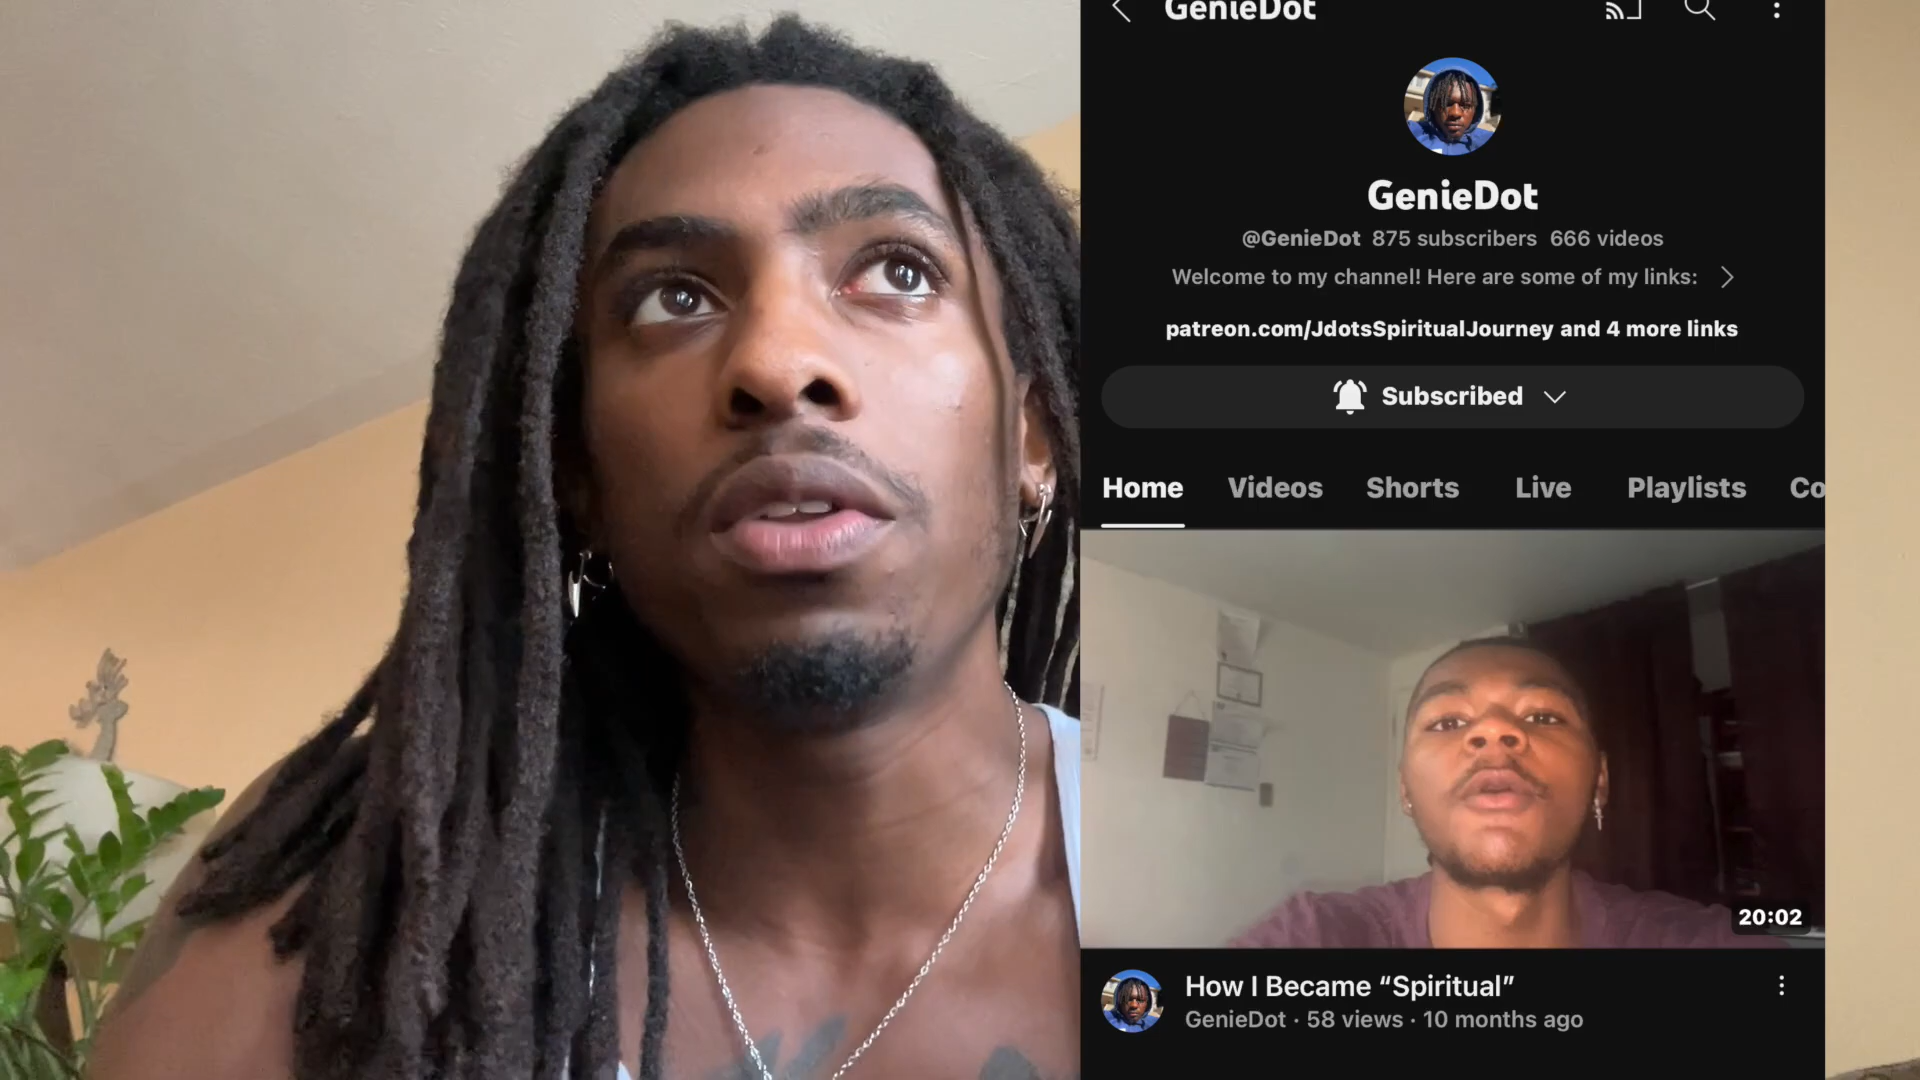 GenieDot
GenieDot
@GenieDot 875 subscribers 666 videos
Welcome to my channel! Here are some of my links:
patreon.com/JdotsSpiritualJourney and 4 more links
Subscribed
Home Videos Shorts Live Playlists Co
20:02
How I Became “Spiritual”
GenieDot · 58 views · 10 months ago